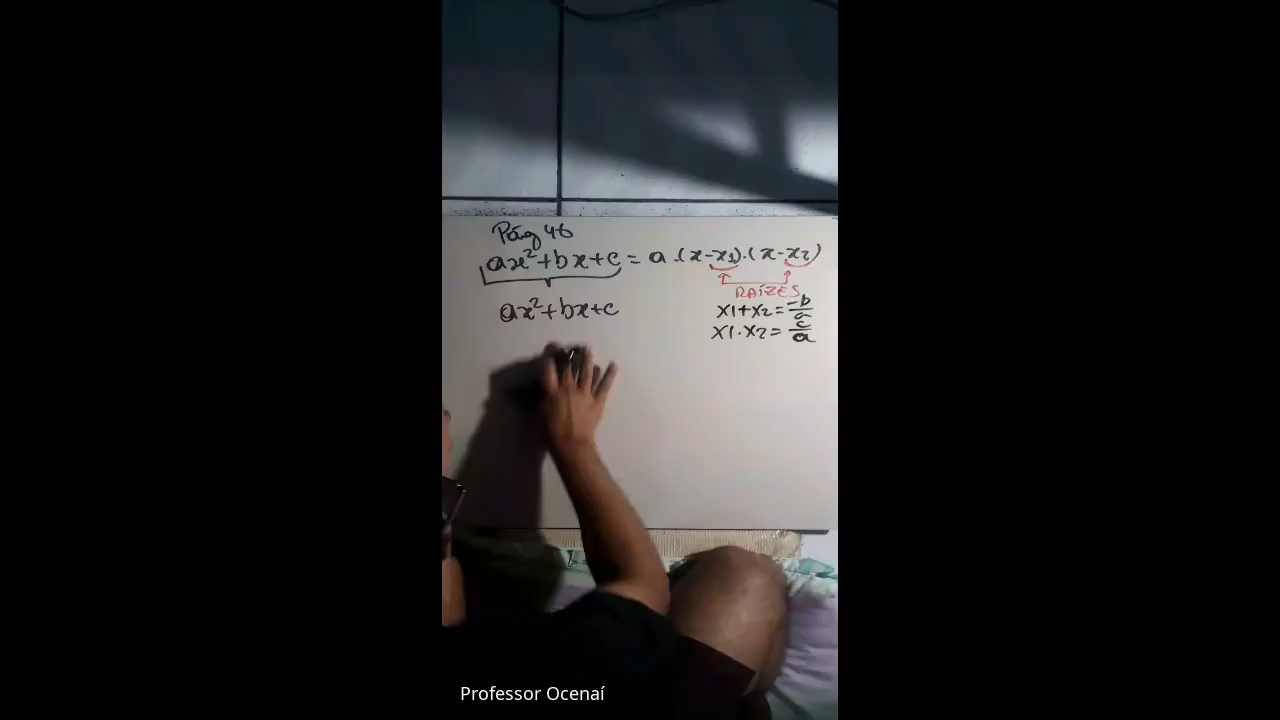 Pág 46
ax²+bx+c = a.(x-x1).(x-x2)
RAÍZES
ax²+bx+c
x1+x2 = -b/a
x1.x2 = c/a
Professor Ocenaí